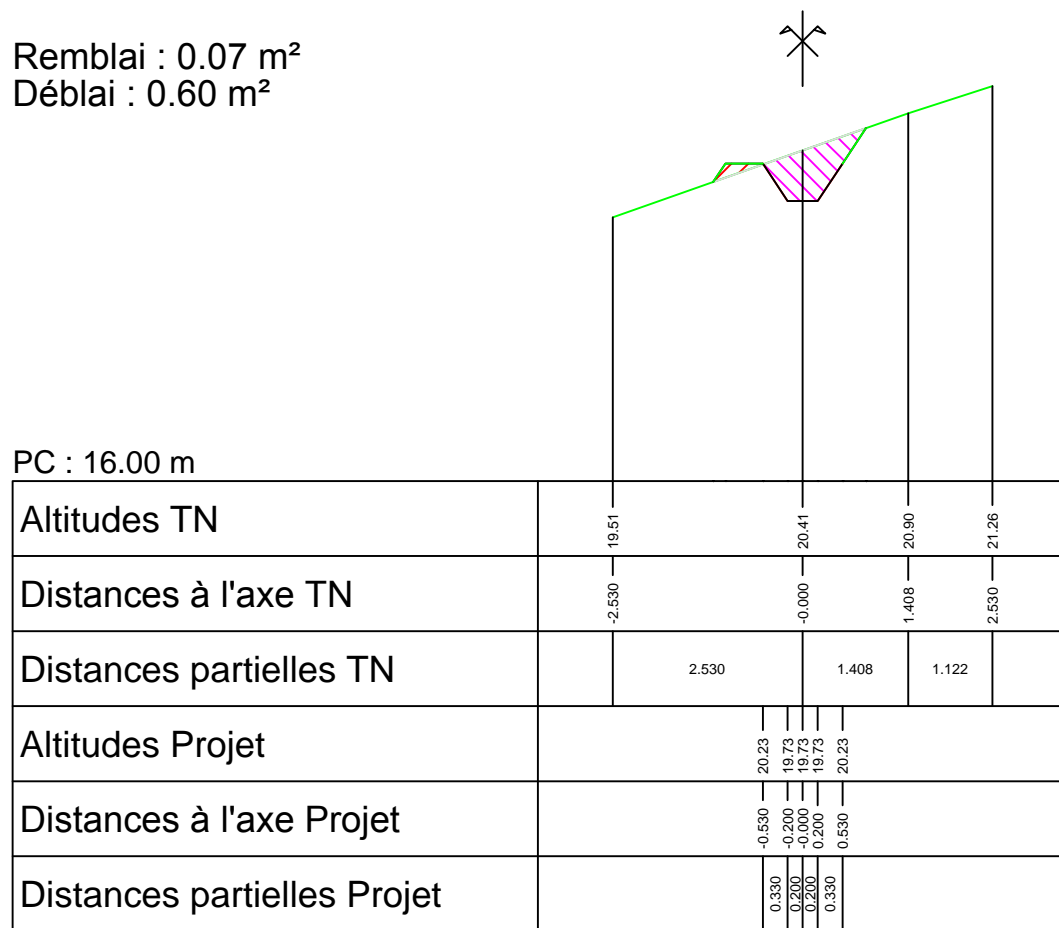 Remblai : 0.07 m²
Déblai : 0.60 m²
PC : 16.00 m
Altitudes TN 19.51 20.41 20.90 21.26
Distances à l'axe TN -2.530 -0.000 1.408 2.530
Distances partielles TN 2.530 1.408 1.122
Altitudes Projet 20.23 19.73 19.73 19.73 20.23
Distances à l'axe Projet -0.530 -0.200 -0.000 0.200 0.530
Distances partielles Projet 0.330 0.200 0.200 0.330